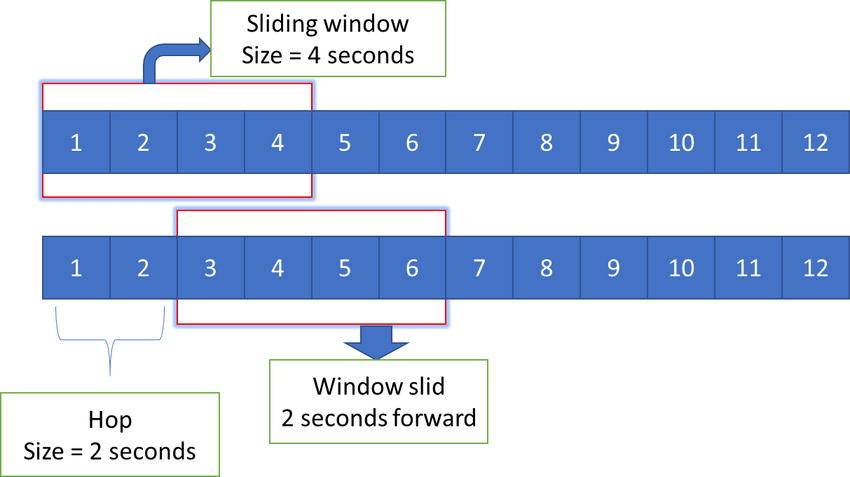 Sliding window
Size = 4 seconds
1 2 3 4 5 6 7 8 9 10 11 12
1 2 3 4 5 6 7 8 9 10 11 12
Window slid
2 seconds forward
Hop
Size = 2 seconds